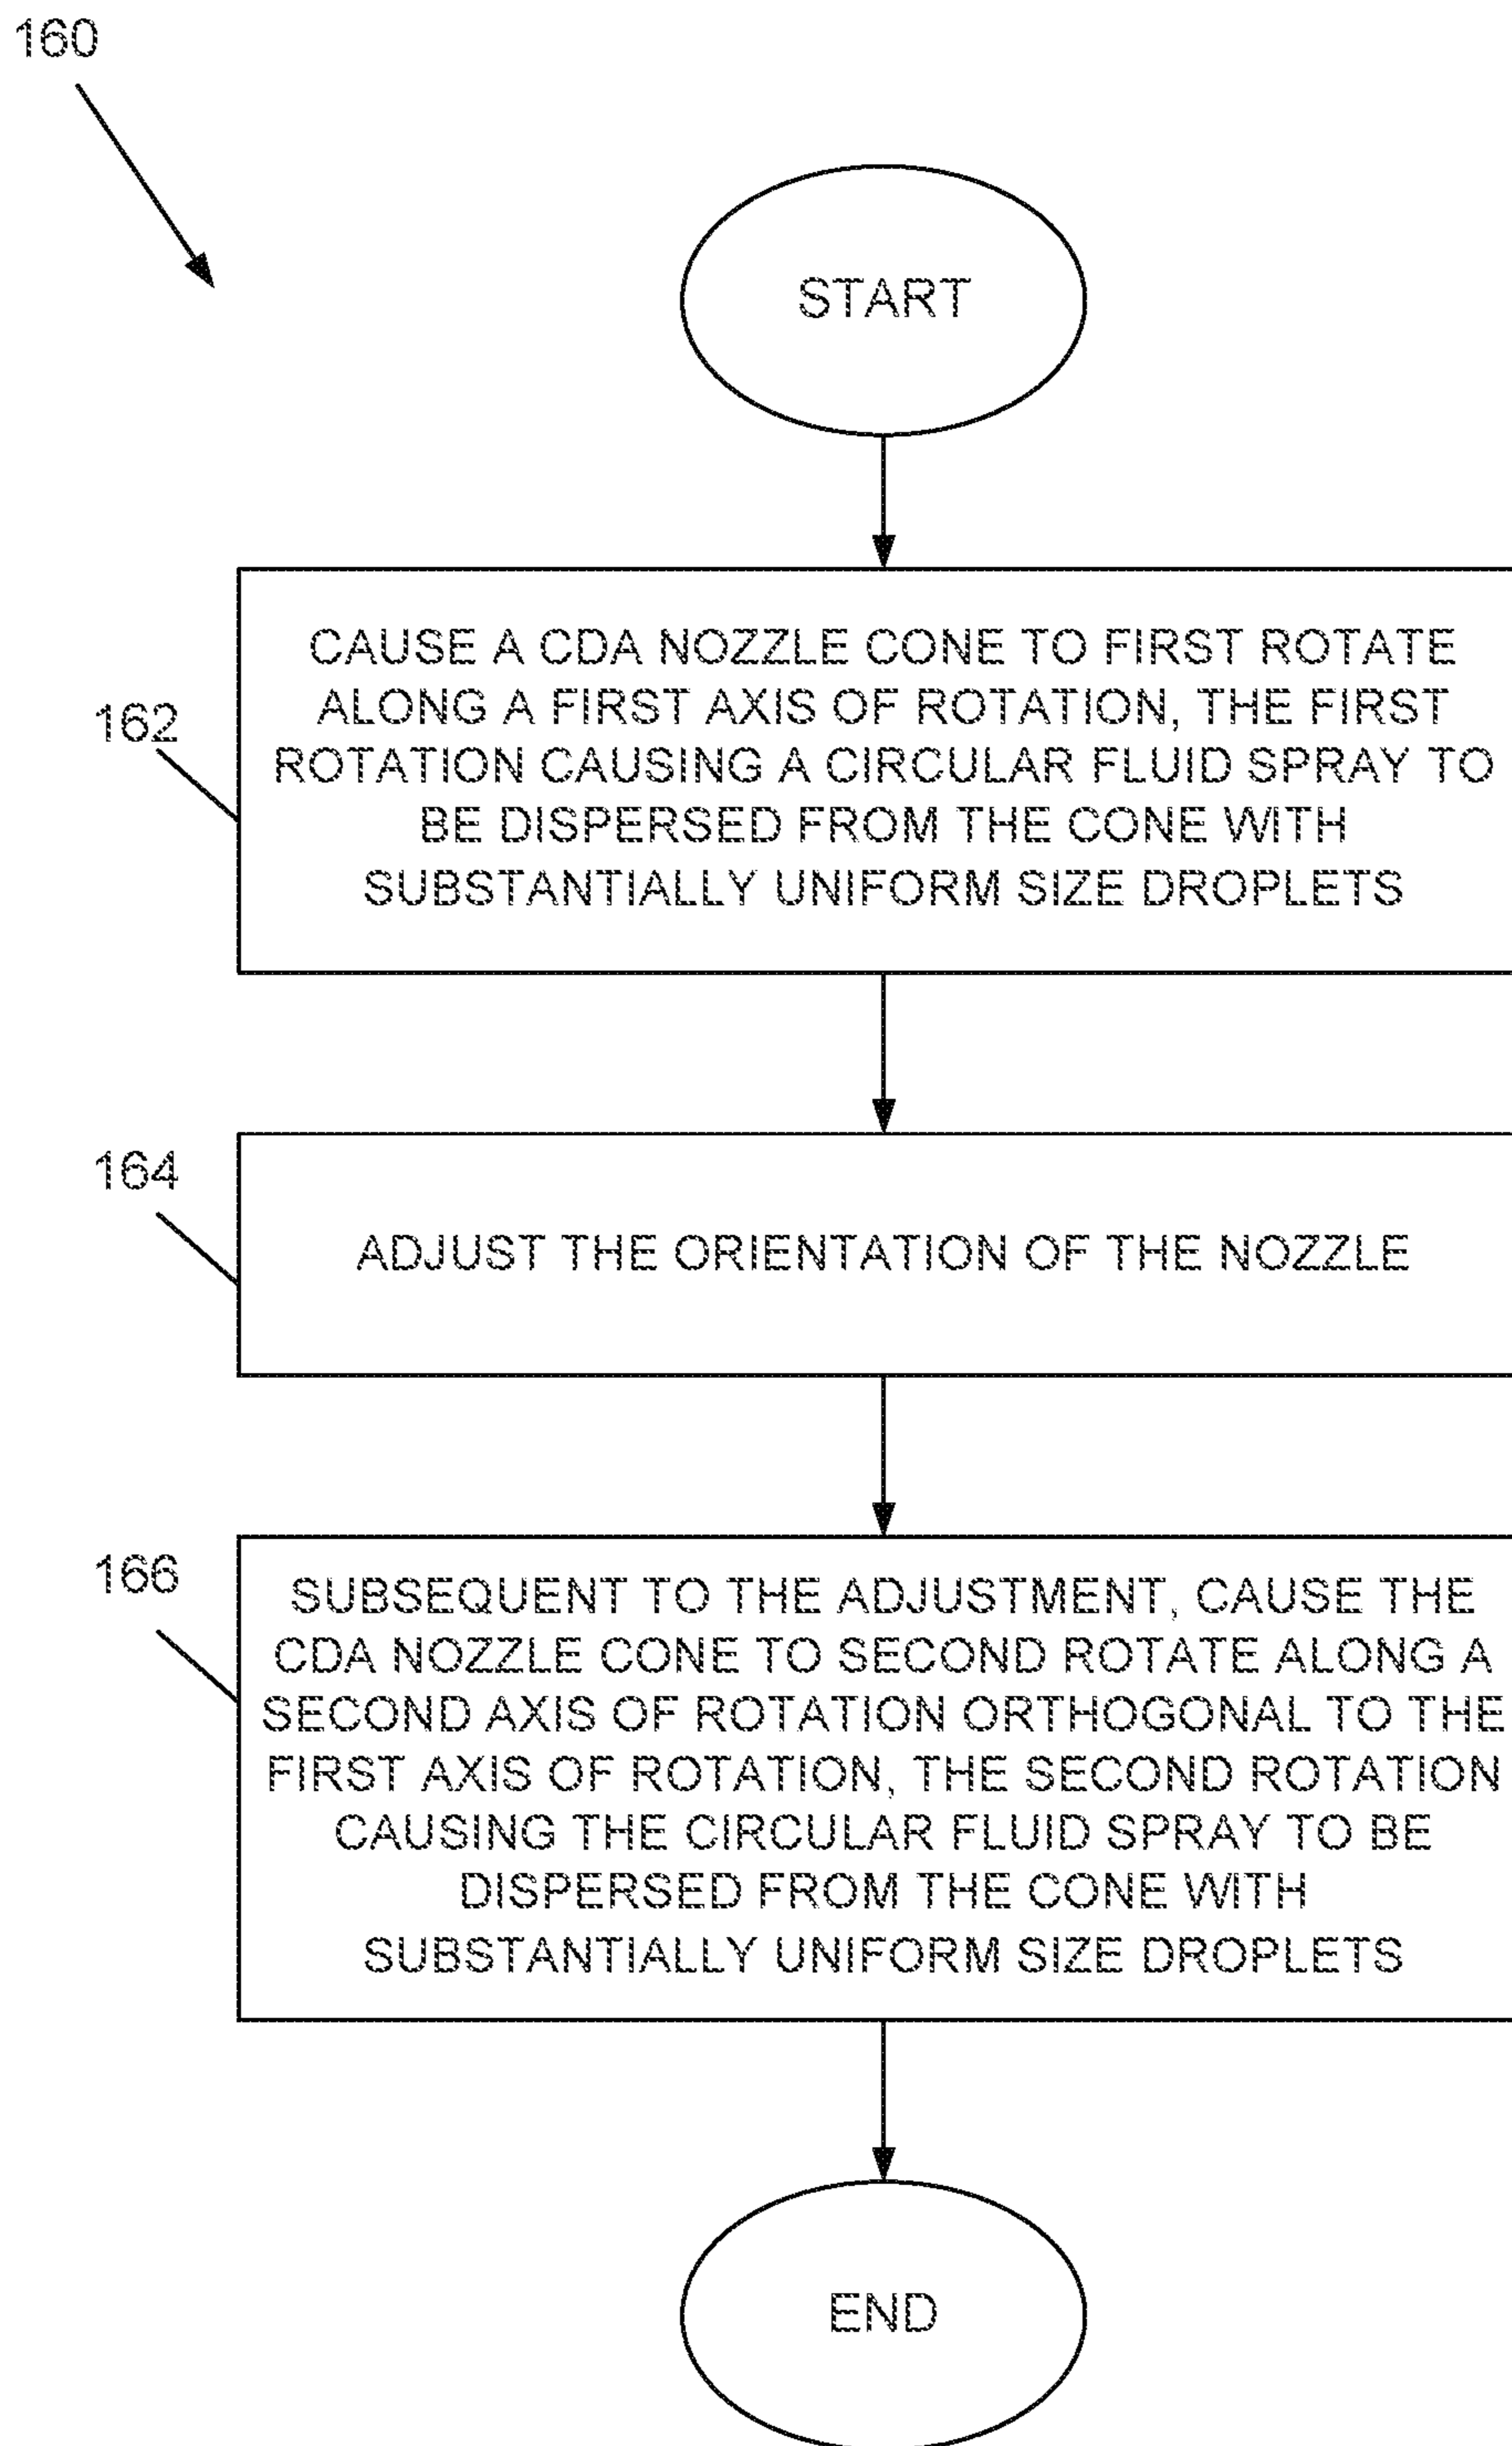 160
START
162
CAUSE A CDA NOZZLE CONE TO FIRST ROTATE
ALONG A FIRST AXIS OF ROTATION, THE FIRST
ROTATION CAUSING A CIRCULAR FLUID SPRAY TO
BE DISPERSED FROM THE CONE WITH
SUBSTANTIALLY UNIFORM SIZE DROPLETS
164
ADJUST THE ORIENTATION OF THE NOZZLE
166
SUBSEQUENT TO THE ADJUSTMENT, CAUSE THE
CDA NOZZLE CONE TO SECOND ROTATE ALONG A
SECOND AXIS OF ROTATION ORTHOGONAL TO THE
FIRST AXIS OF ROTATION, THE SECOND ROTATION
CAUSING THE CIRCULAR FLUID SPRAY TO BE
DISPERSED FROM THE CONE WITH
SUBSTANTIALLY UNIFORM SIZE DROPLETS
END